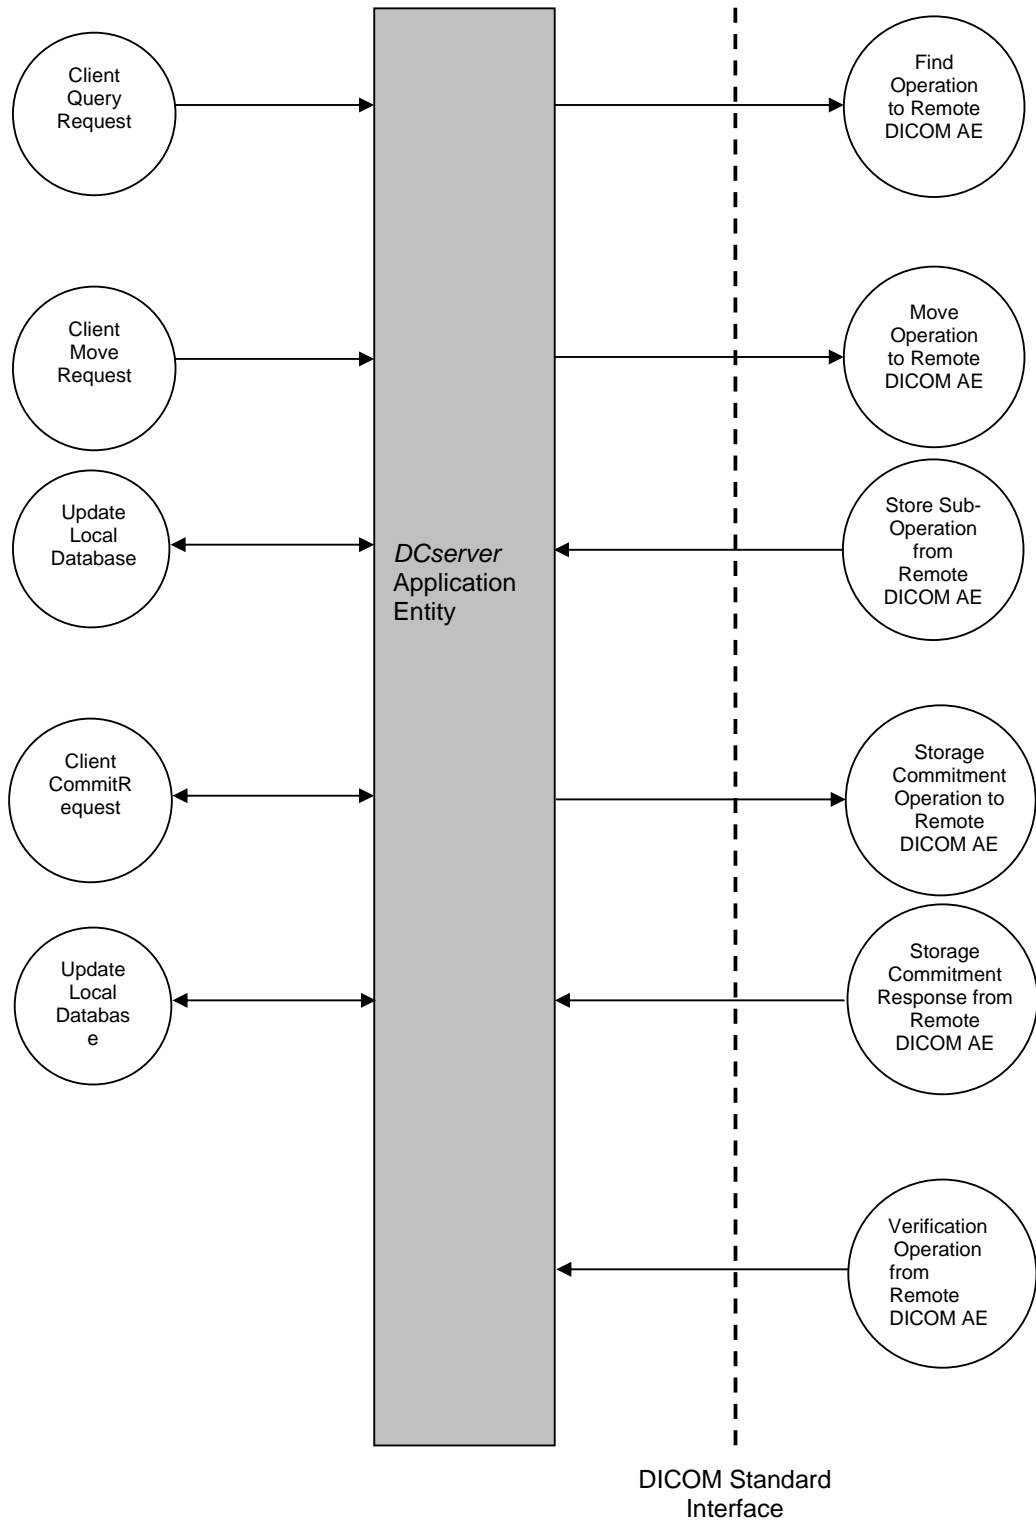 Client
Query
Request
Find
Operation
to Remote
DICOM AE
Client
Move
Request
Move
Operation
to Remote
DICOM AE
Update
Local
Database
DCserver
Application
Entity
Store Sub-
Operation
from
Remote
DICOM AE
Client
CommitR
equest
Storage
Commitment
Operation to
Remote
DICOM AE
Update
Local
Databas
e
Storage
Commitment
Response from
Remote
DICOM AE
Verification
Operation
from
Remote
DICOM AE
DICOM Standard
Interface